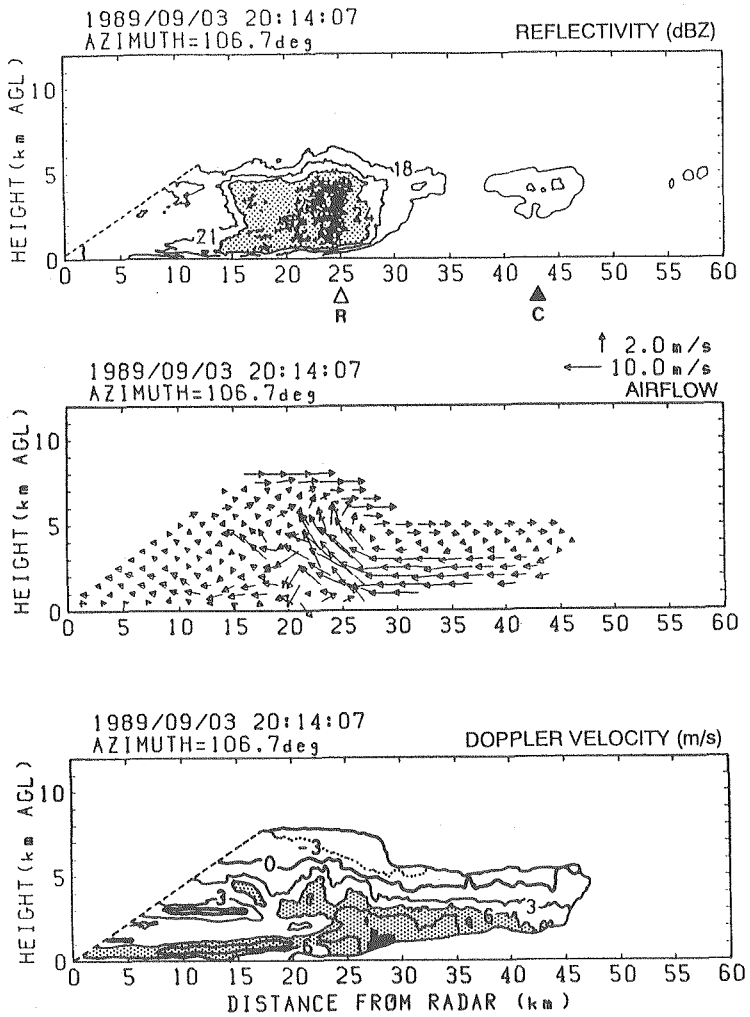 1989/09/03 20:14:07
AZIMUTH=106.7deg
REFLECTIVITY (dBZ)
HEIGHT(km AGL)
10
5
0
18
21
24
0 5 10 15 20 25 30 35 40 45 50 55 60
R
C
2.0m/s
10.0m/s
1989/09/03 20:14:07
AZIMUTH=106.7deg
AIRFLOW
HEIGHT(km AGL)
10
5
0
0 5 10 15 20 25 30 35 40 45 50 55 60
1989/09/03 20:14:07
AZIMUTH=106.7deg
DOPPLER VELOCITY (m/s)
HEIGHT(km AGL)
10
5
0
-3
0
3
3
6
6
0 5 10 15 20 25 30 35 40 45 50 55 60
DISTANCE FROM RADAR (km)